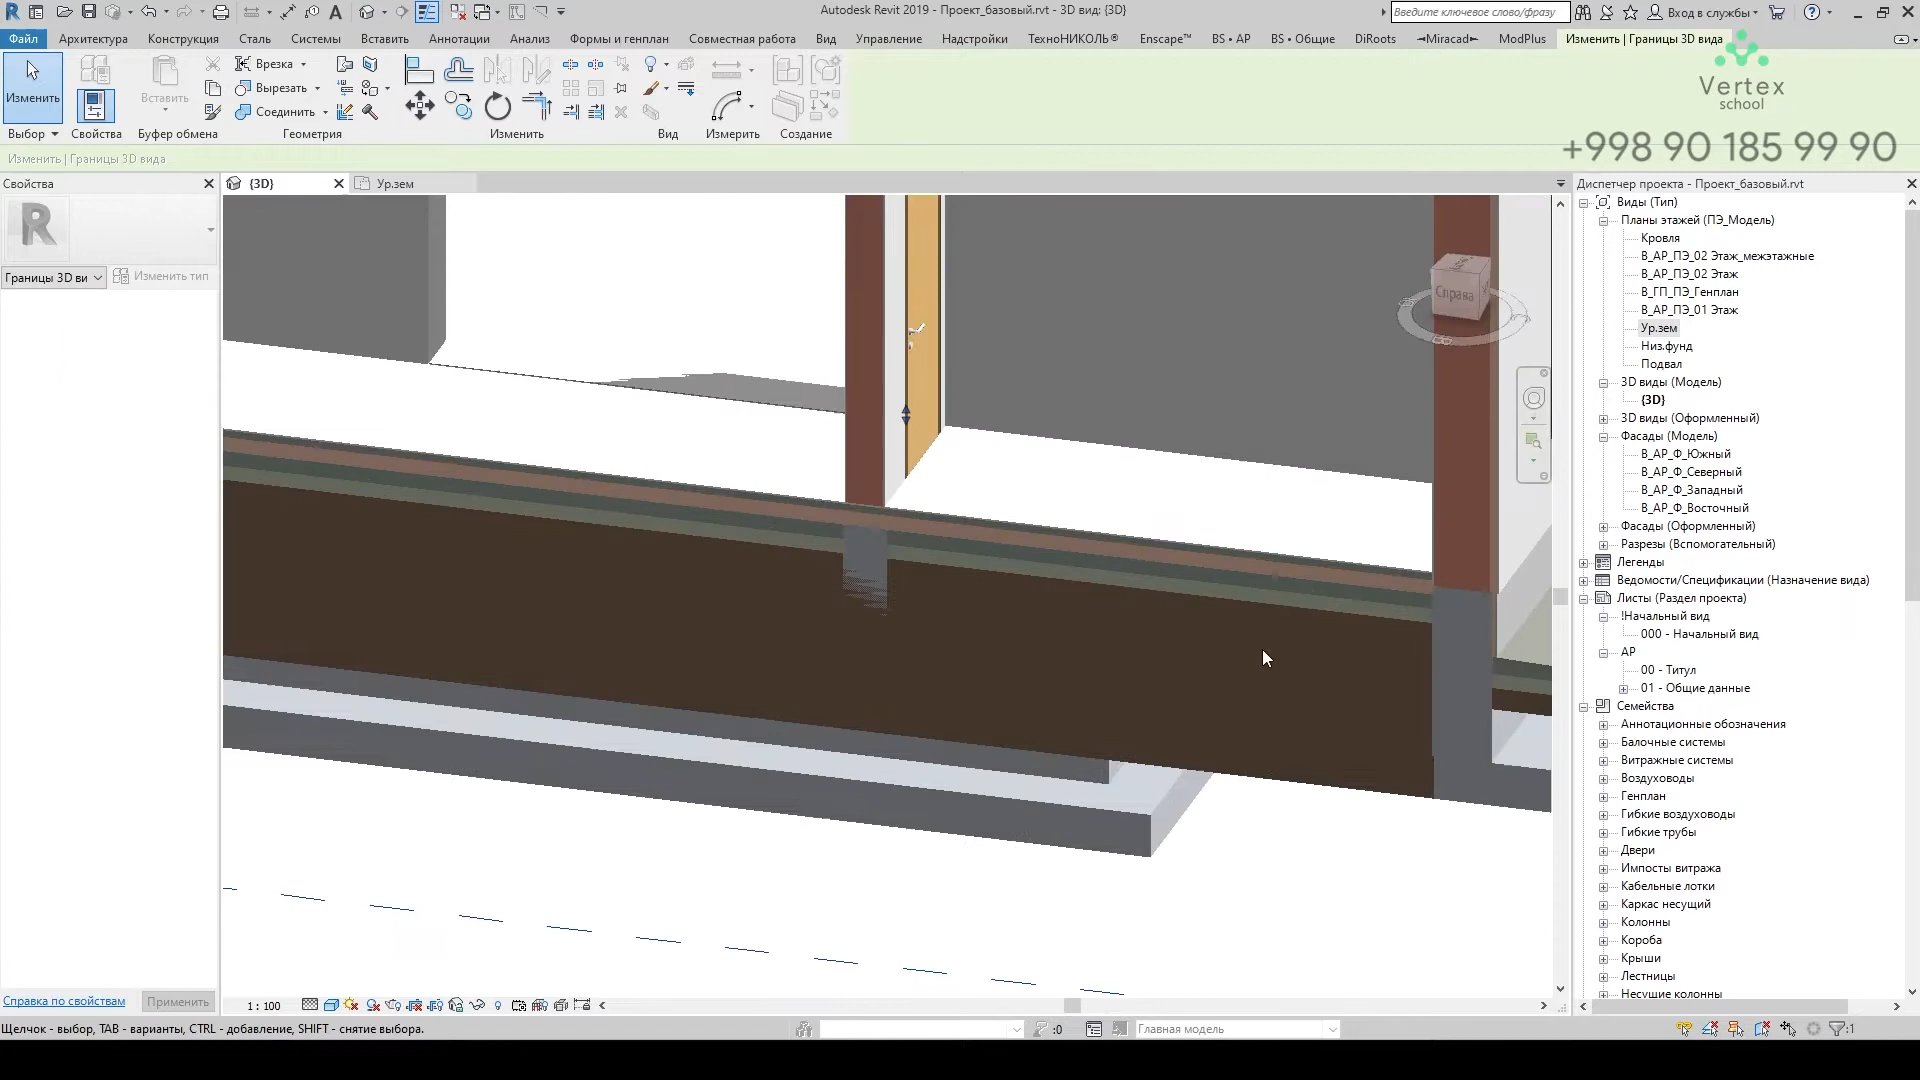 Autodesk Revit 2019 - Проект_базовый.rvt - 3D вид: {3D}
Введите ключевое слово/фразу
Вход в службы
Файл Архитектура Конструкция Сталь Системы Вставить Аннотации Анализ Формы и генплан Совместная работа Вид Управление Надстройки ТехноНИКОЛЬ® Enscape™ BS • АР BS • Общие DiRoots ◄Miracad► ModPlus Изменить | Границы 3D вида
Vertex
school
+998 90 185 99 90
Изменить
Вставить
Врезка
Вырезать
Соединить
Выбор Свойства Буфер обмена Геометрия Изменить Вид Измерить Создание
Изменить | Границы 3D вида
Свойства
{3D}
Ур.зем
Границы 3D ви
Изменить тип
Справка по свойствам
Применить
Справа
1 : 100
Диспетчер проекта - Проект_базовый.rvt
Виды (Тип)
Планы этажей (ПЭ_Модель)
Кровля
В_АР_ПЭ_02 Этаж_межэтажные
В_АР_ПЭ_02 Этаж
В_ГП_ПЭ_Генплан
В_АР_ПЭ_01 Этаж
Ур.зем
Низ.фунд
Подвал
3D виды (Модель)
{3D}
3D виды (Оформленный)
Фасады (Модель)
В_АР_Ф_Южный
В_АР_Ф_Северный
В_АР_Ф_Западный
В_АР_Ф_Восточный
Фасады (Оформленный)
Разрезы (Вспомогательный)
Легенды
Ведомости/Спецификации (Назначение вида)
Листы (Раздел проекта)
!Начальный вид
000 - Начальный вид
АР
00 - Титул
01 - Общие данные
Семейства
Аннотационные обозначения
Балочные системы
Витражные системы
Воздуховоды
Генплан
Гибкие воздуховоды
Гибкие трубы
Двери
Импосты витража
Кабельные лотки
Каркас несущий
Колонны
Короба
Крыши
Лестницы
Несущие колонны
Щелчок - выбор, TAB - варианты, CTRL - добавление, SHIFT - снятие выбора.
:0
Главная модель
:1